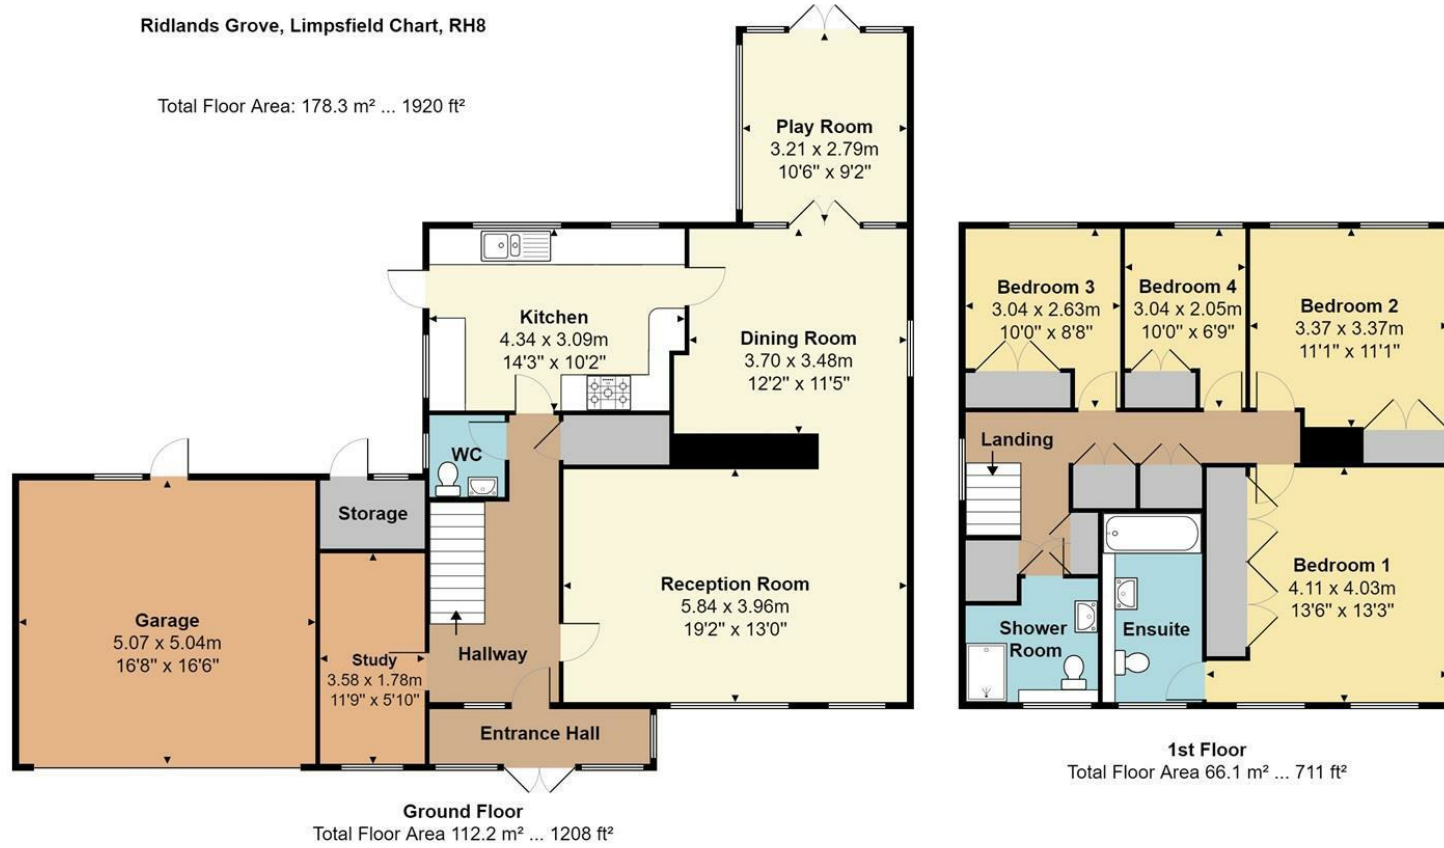 Ridlands Grove, Limpsfield Chart, RH8
Total Floor Area: 178.3 m² ... 1920 ft²
Play Room
3.21 x 2.79m
10'6" x 9'2"
Kitchen
4.34 x 3.09m
14'3" x 10'2"
Dining Room
3.70 x 3.48m
12'2" x 11'5"
WC
Storage
Garage
5.07 x 5.04m
16'8" x 16'6"
Study
3.58 x 1.78m
11'9" x 5'10"
Hallway
Reception Room
5.84 x 3.96m
19'2" x 13'0"
Entrance Hall
Ground Floor
Total Floor Area 112.2 m² ... 1208 ft²
Bedroom 3
3.04 x 2.63m
10'0" x 8'8"
Bedroom 4
3.04 x 2.05m
10'0" x 6'9"
Bedroom 2
3.37 x 3.37m
11'1" x 11'1"
Landing
Bedroom 1
4.11 x 4.03m
13'6" x 13'3"
Shower
Room
Ensuite
1st Floor
Total Floor Area 66.1 m² ... 711 ft²